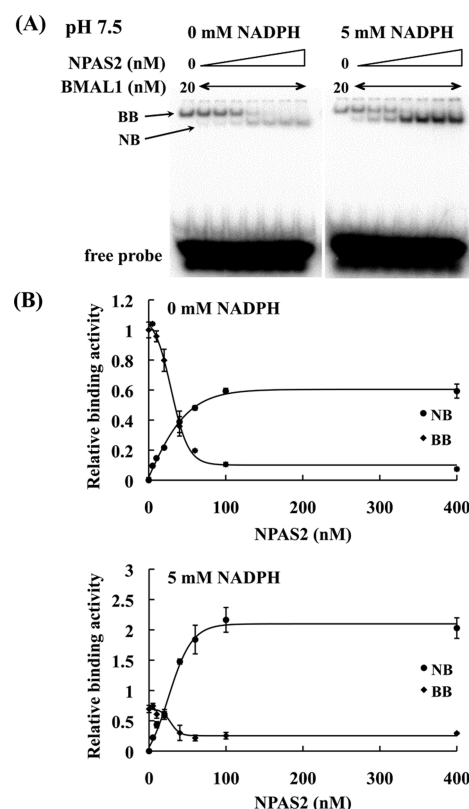 (A) pH 7.5 0 mM NADPH 5 mM NADPH
NPAS2 (nM) 0 0
BMAL1 (nM) 20 20
BB
NB
free probe
(B)
0 mM NADPH
Relative binding activity
1.2
1
0.8
0.6
0.4
0.2
0
NB
BB
0 100 200 300 400
NPAS2 (nM)
5 mM NADPH
Relative binding activity
3
2.5
2
1.5
1
0.5
0
NB
BB
0 100 200 300 400
NPAS2 (nM)